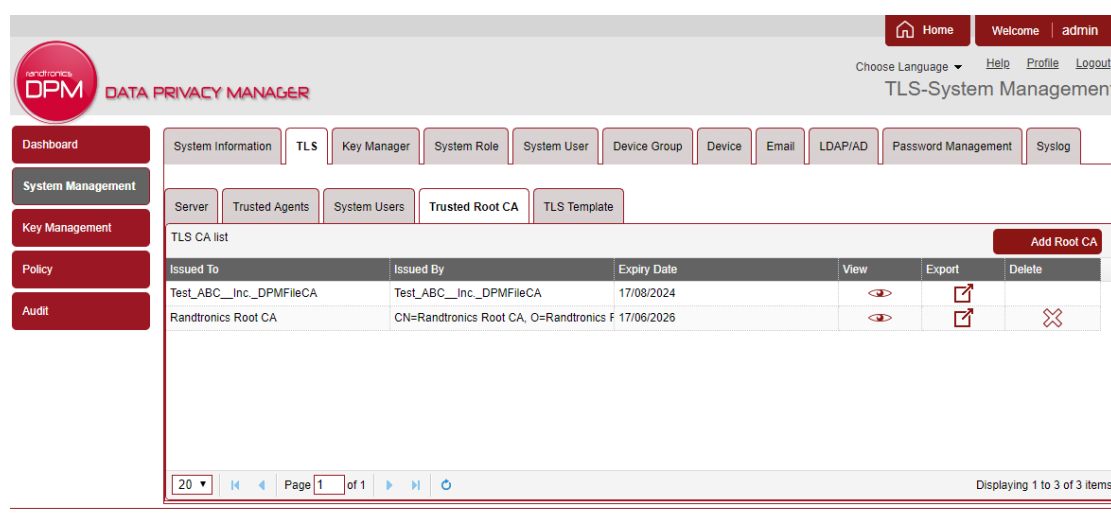 Home
Welcome | admin
Choose Language Help Profile Logout
randtronics
DPM DATA PRIVACY MANAGER
TLS-System Management
Dashboard
System Management
Key Management
Policy
Audit
System Information TLS Key Manager System Role System User Device Group Device Email LDAP/AD Password Management Syslog
Server Trusted Agents System Users Trusted Root CA TLS Template
TLS CA list Add Root CA
Issued To Issued By Expiry Date View Export Delete
Test_ABC__Inc._DPMFileCA Test_ABC__Inc._DPMFileCA 17/08/2024
Randtronics Root CA CN=Randtronics Root CA, O=Randtronics 17/06/2026
20 Page 1 of 1 Displaying 1 to 3 of 3 items